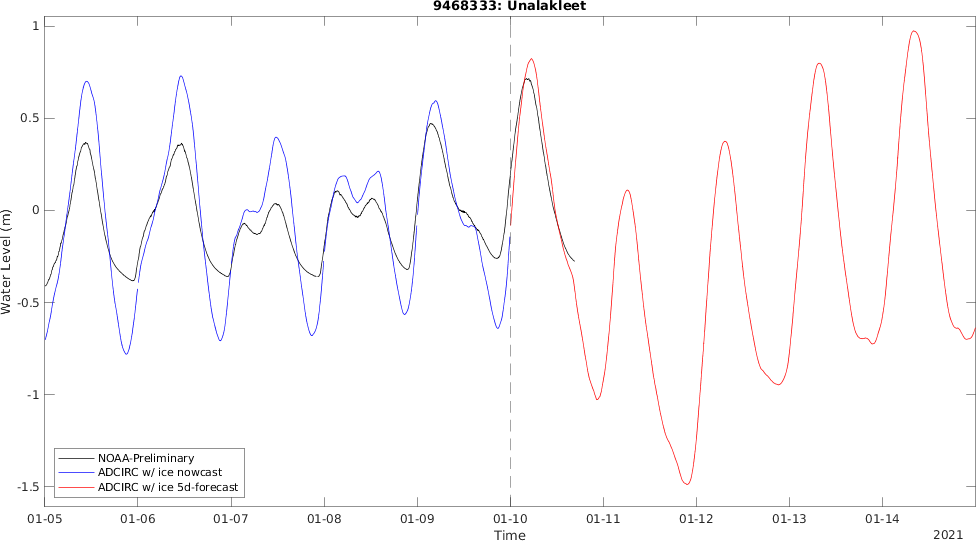 9468333: Unalakleet
1
0.5
0
-0.5
-1
-1.5
Water Level (m)
NOAA-Preliminary
ADCIRC w/ ice nowcast
ADCIRC w/ ice 5d-forecast
01-05 01-06 01-07 01-08 01-09 01-10 01-11 01-12 01-13 01-14
Time
2021